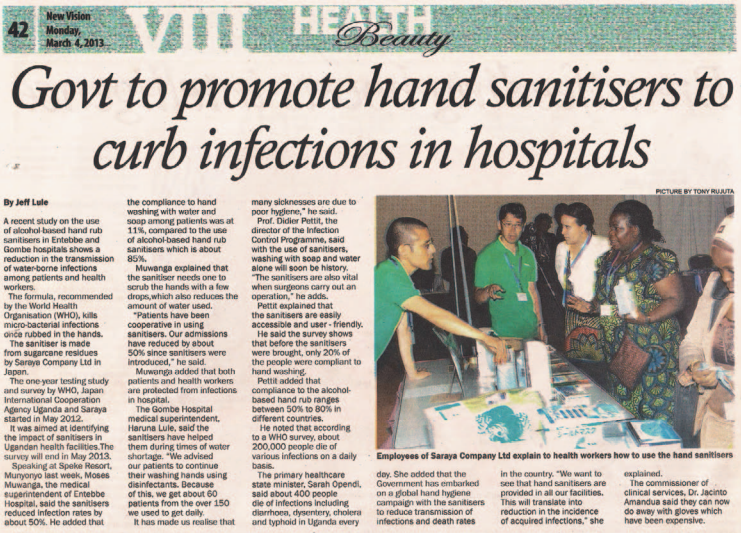 42
New Vision
Monday,
March 4, 2013
VIII
HEALTH
Beauty
Govt to promote hand sanitisers to
curb infections in hospitals
PICTURE BY TONY RUJUTA
By Jeff Lule
A recent study on the use
of alcohol-based hand rub
sanitisers in Entebbe and
Gombe hospitals shows a
reduction in the transmission
of water-borne infections
among patients and health
workers.
The formula, recommended
by the World Health
Organisation (WHO), kills
micro-bacterial infections
once rubbed in the hands.
The sanitiser is made
from sugarcane residues
by Saraya Company Ltd in
Japan.
The one-year testing study
and survey by WHO, Japan
International Cooperation
Agency Uganda and Saraya
started in May 2012.
It was aimed at identifying
the impact of sanitisers in
Ugandan health facilities.The
survey will end in May 2013.
Speaking at Speke Resort,
Munyonyo last week, Moses
Muwanga, the medical
superintendent of Entebbe
Hospital, said the sanitisers
reduced infection rates by
about 50%. He added that
the compliance to hand
washing with water and
soap among patients was at
11%, compared to the use
of alcohol-based hand rub
sanitisers which is about
85%.
Muwanga explained that
the sanitiser needs one to
scrub the hands with a few
drops,which also reduces the
amount of water used.
"Patients have been
cooperative in using
sanitisers. Our admissions
have reduced by about
50% since sanitisers were
introduced," he said.
Muwanga added that both
patients and health workers
are protected from infections
in hospital.
The Gombe Hospital
medical superintendent,
Haruna Lule, said the
sanitisers have helped
them during times of water
shortage. "We advised
our patients to continue
their washing hands using
disinfectants. Because
of this, we get about 60
patients from the over 150
we used to get daily.
It has made us realise that
many sicknesses are due to
poor hygiene," he said.
Prof. Didier Pettit, the
director of the Infection
Control Programme, said
with the use of sanitisers,
washing with soap and water
alone will soon be history.
"The sanitisers are also vital
when surgeons carry out an
operation," he adds.
Pettit explained that
the sanitisers are easily
accessible and user - friendly.
He said the survey shows
that before the sanitisers
were brought, only 20% of
the people were compliant to
hand washing.
Pettit added that
compliance to the alcohol-
based hand rub ranges
between 50% to 80% in
different countries.
He noted that according
to a WHO survey, about
200,000 people die of
various infections on a daily
basis.
The primary healthcare
state minister, Sarah Opendi,
said about 400 people
die of infections including
diarrhoea, dysentery, cholera
and typhoid in Uganda every
Employees of Saraya Company Ltd explain to health workers how to use the hand sanitisers
day. She added that the
Government has embarked
on a global hand hygiene
campaign with the sanitisers
to reduce transmission of
infections and death rates
in the country. "We want to
see that hand sanitisers are
provided in all our facilities.
This will translate into
reduction in the incidence
of acquired infections," she
explained.
The commissioner of
clinical services, Dr. Jacinto
Amandua said they can now
do away with gloves which
have been expensive.